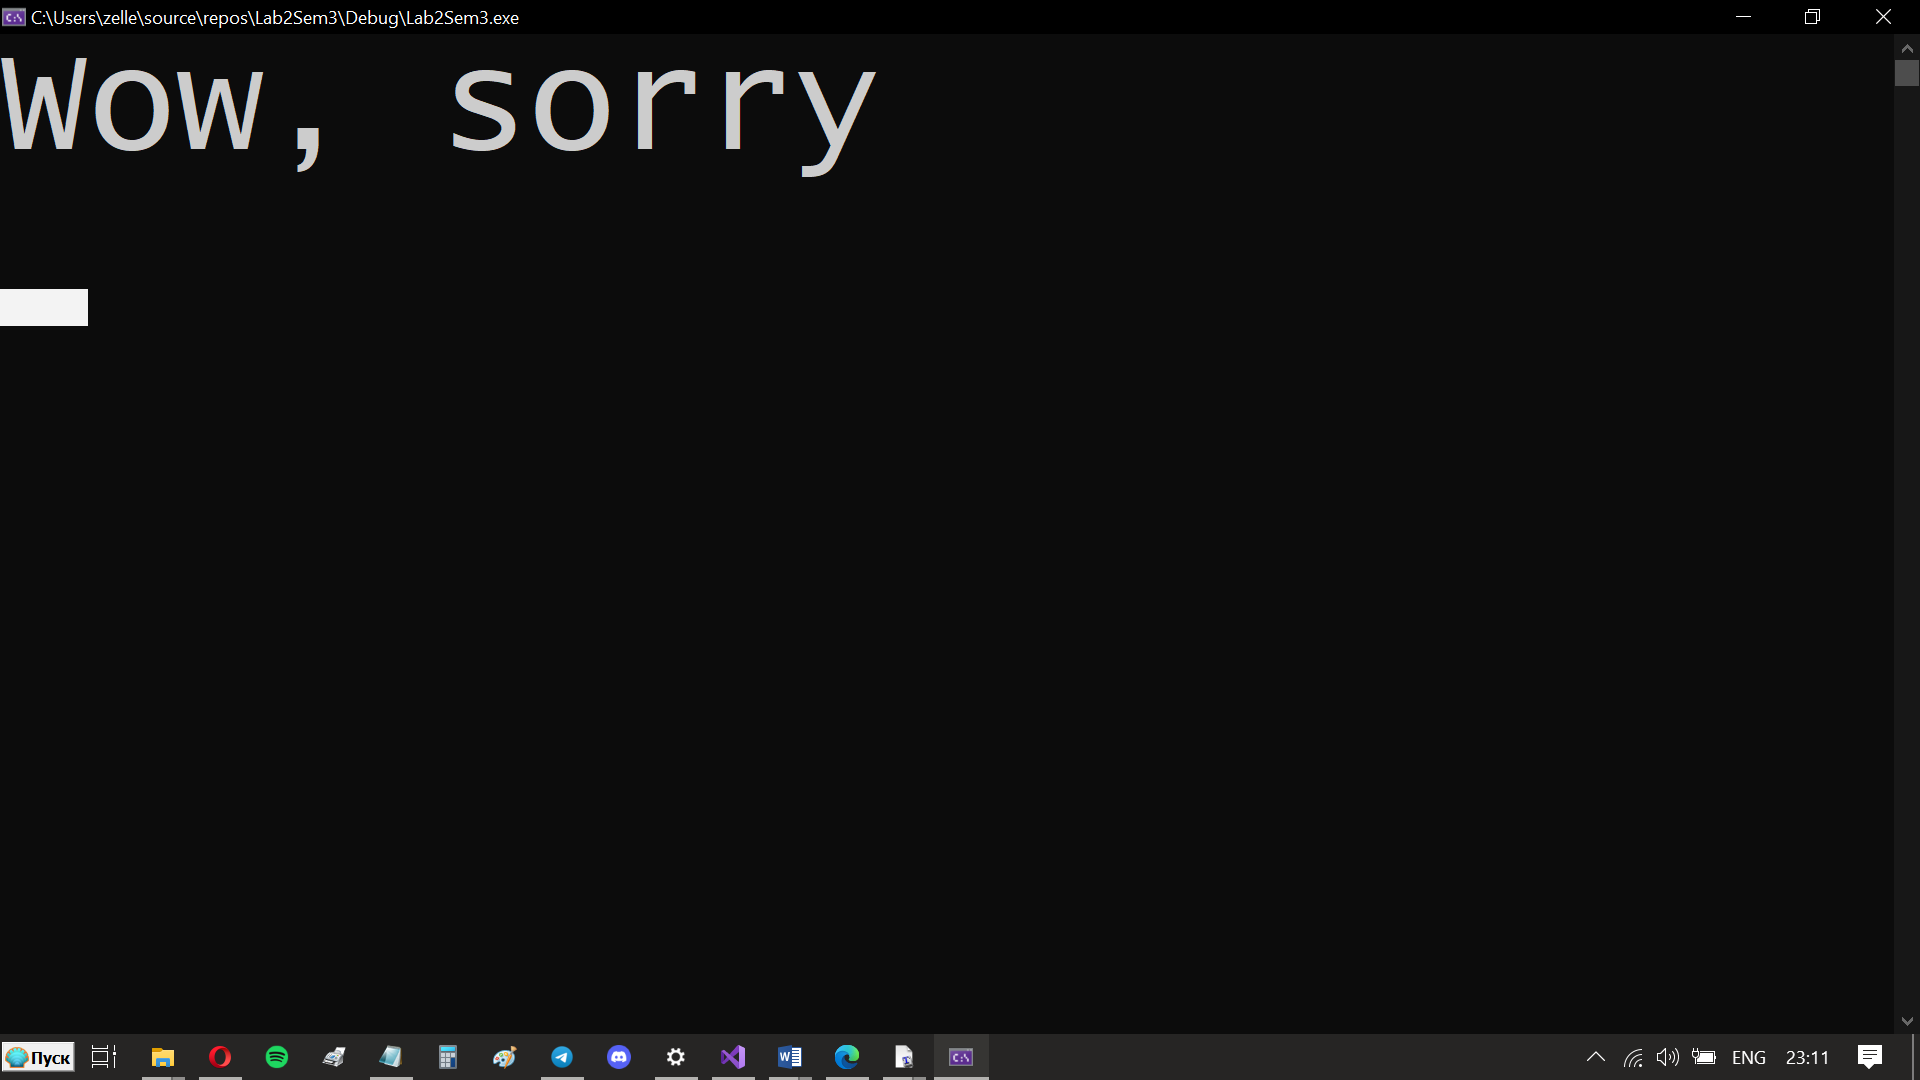 C:\Users\zelle\source\repos\Lab2Sem3\Debug\Lab2Sem3.exe
Wow, sorry
Пуск
ENG 23:11